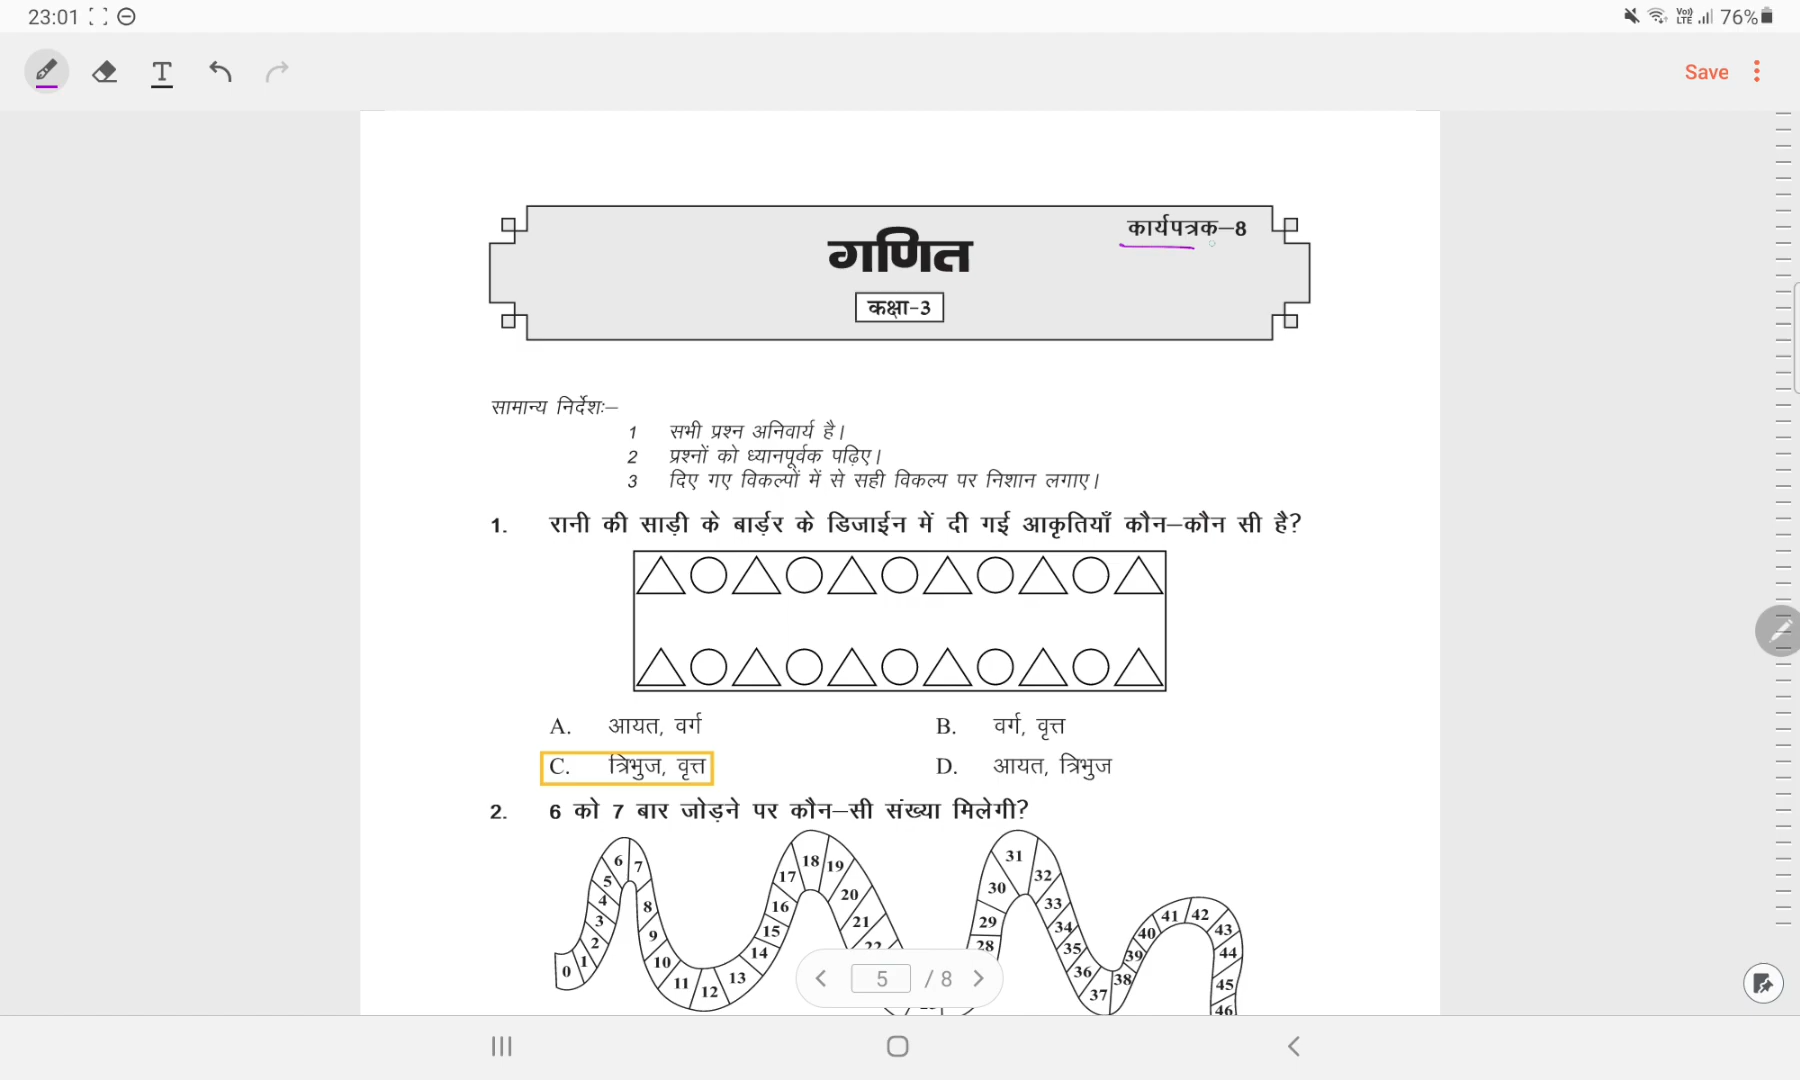 23:01
Vo))
LTE
76%
T
Save
कार्यपत्रक–8
गणित
कक्षा-3
सामान्य निर्देशः–
1 सभी प्रश्न अनिवार्य है।
2 प्रश्नों को ध्यानपूर्वक पढ़िए।
3 दिए गए विकल्पों में से सही विकल्प पर निशान लगाए।
1. रानी की साड़ी के बार्ड़र के डिजाईन में दी गई आकृतियाँ कौन–कौन सी है?
A. आयत, वर्ग B. वर्ग, वृत्त
C. त्रिभुज, वृत्त D. आयत, त्रिभुज
2. 6 को 7 बार जोड़ने पर कौन–सी संख्या मिलेगी?
0 1 2 3 4 5 6 7 8 9 10 11 12 13 14 15 16 17 18 19 20 21 22
28 29 30 31 32 33 34 35 36 37 38 39 40 41 42 43 44 45 46
5 / 8